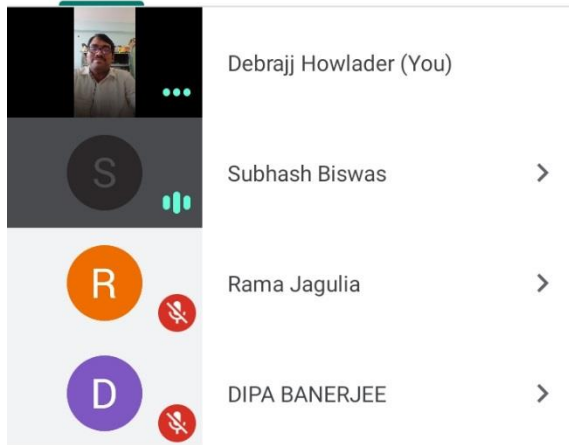 Debrajj Howlader (You)
S
Subhash Biswas
R
Rama Jagulia
D
DIPA BANERJEE